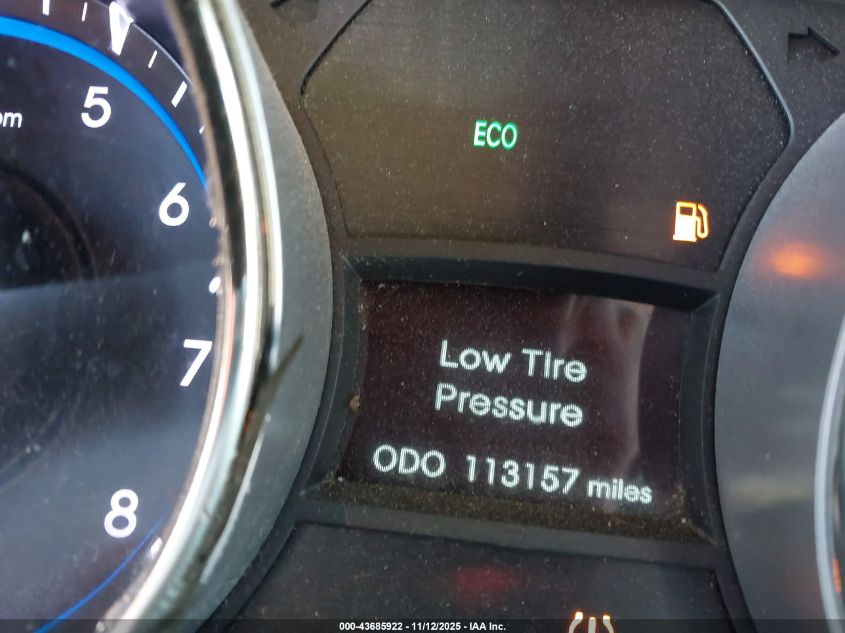 5
6
7
8
ECO
Low Tire
Pressure
ODO 113157 miles
000-43685922 - 11/12/2025 - IAA Inc.